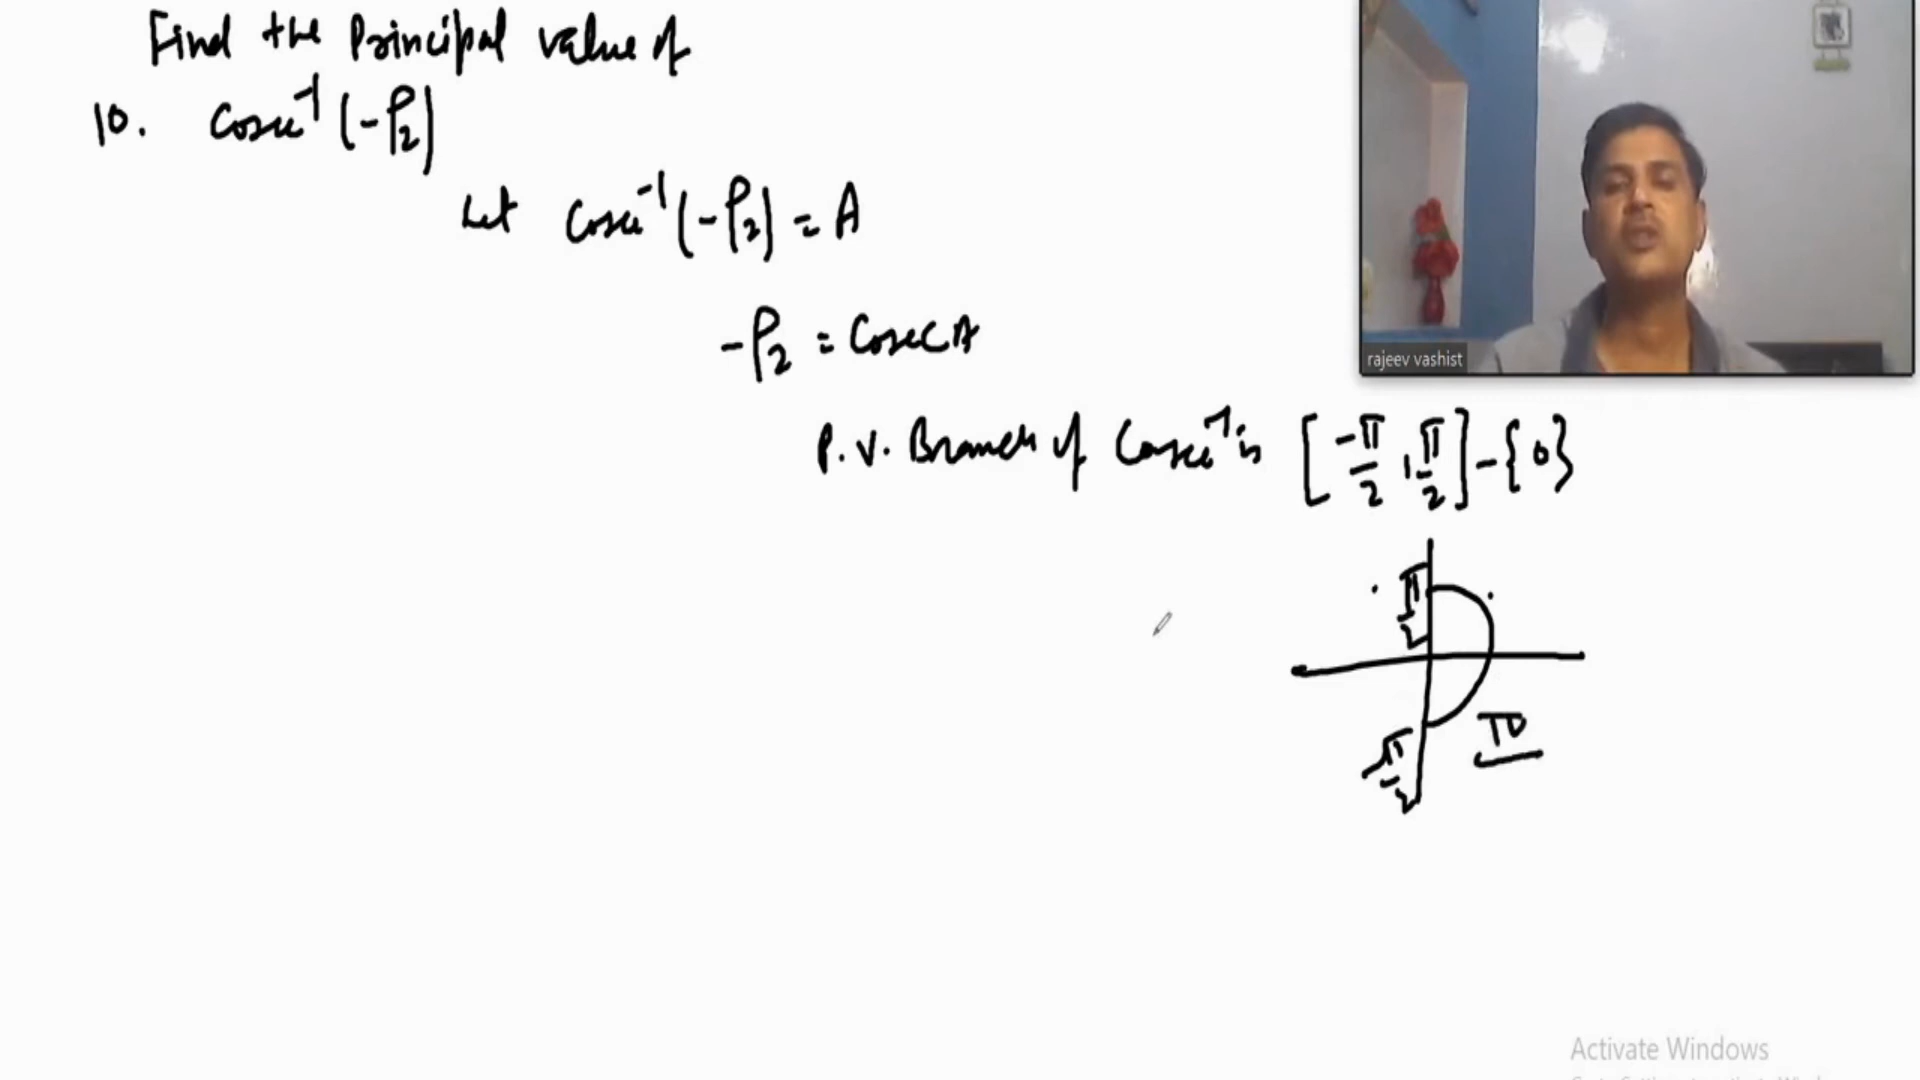 Find the Principal value of
10. Cosec⁻¹ (-√2)
Let Cosec⁻¹ (-√2) = A
-√2 = Cosec A
P.V. Branch of Cosec⁻¹ is [-π/2, π/2] - {0}
π/2
-π/2
rajeev vashist
Activate Windows